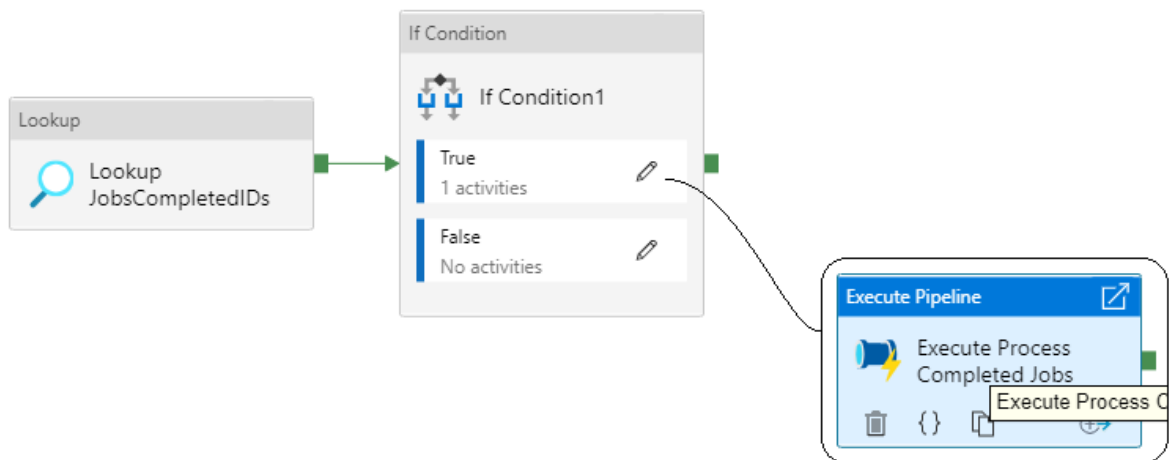 Lookup
Lookup
JobsCompletedIDs
If Condition
If Condition1
True
1 activities
False
No activities
Execute Pipeline
Execute Process
Completed Jobs
{}
Execute Process C